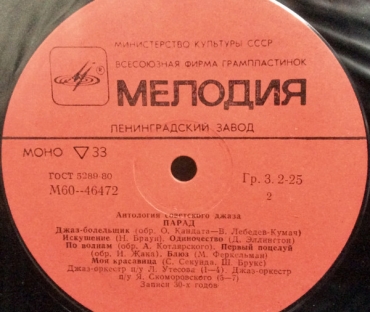 МИНИСТЕРСТВО КУЛЬТУРЫ СССР
ВСЕСОЮЗНАЯ ФИРМА ГРАМПЛАСТИНОК
МЕЛОДИЯ
ЛЕНИНГРАДСКИЙ ЗАВОД
МОНО ▽ 33
ГОСТ 5289-80
М60—46472
Гр. 3. 2-25
2
Антология советского джаза
ПАРАД
Джаз-болельщик (обр. О. Кандата—В. Лебедев-Кумач)
Искушение (Н. Браун). Одиночество (Д. Эллингтон)
По волнам (обр. А. Котлярского). Первый поцелуй
(обр. Н. Жака). Блюз (М. Феркельман)
Моя красавица (С. Секунда, Ш. Брукс)
Джаз-оркестр п/у Л. Утесова (1—4). Джаз-оркестр
п/у Я. Скоморовского (5—7)
Записи 30-х годов